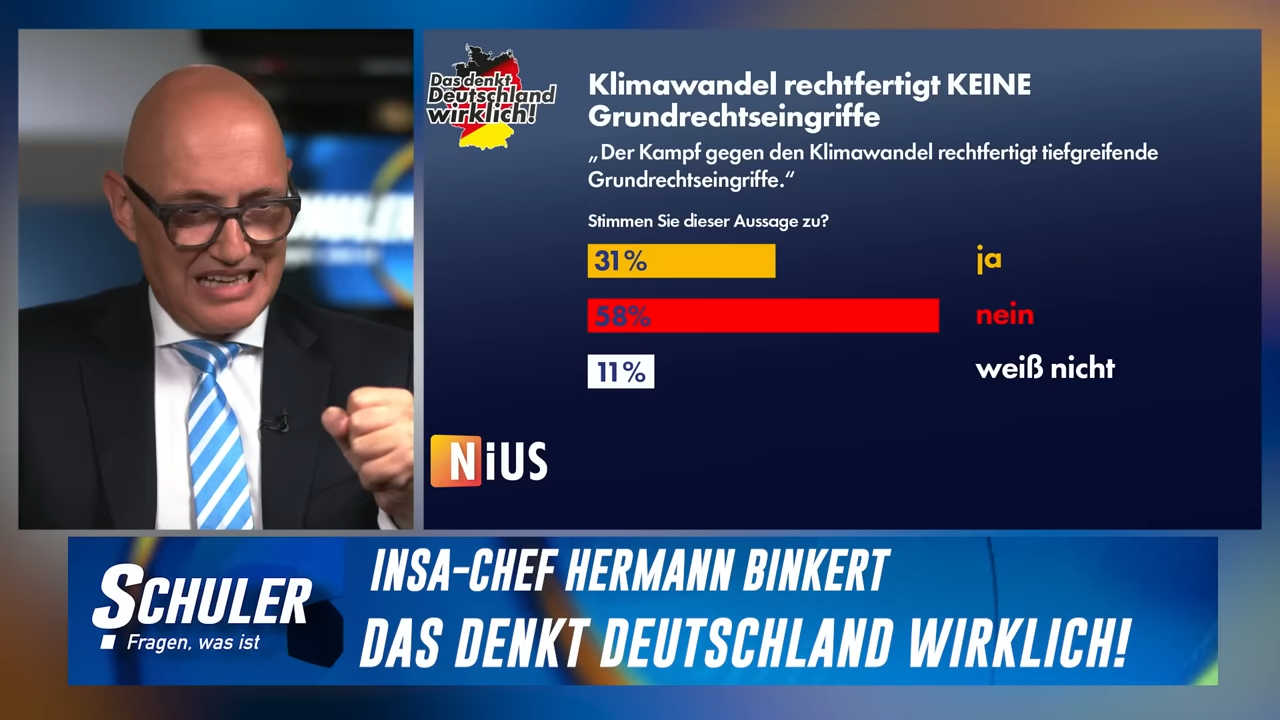 Das denkt
Deutschland
wirklich!
Klimawandel rechtfertigt KEINE
Grundrechtseingriffe
„Der Kampf gegen den Klimawandel rechtfertigt tiefgreifende
Grundrechtseingriffe.“
Stimmen Sie dieser Aussage zu?
31% ja
58% nein
11% weiß nicht
NiUS
SCHULER
Fragen, was ist
INSA-CHEF HERMANN BINKERT
DAS DENKT DEUTSCHLAND WIRKLICH!